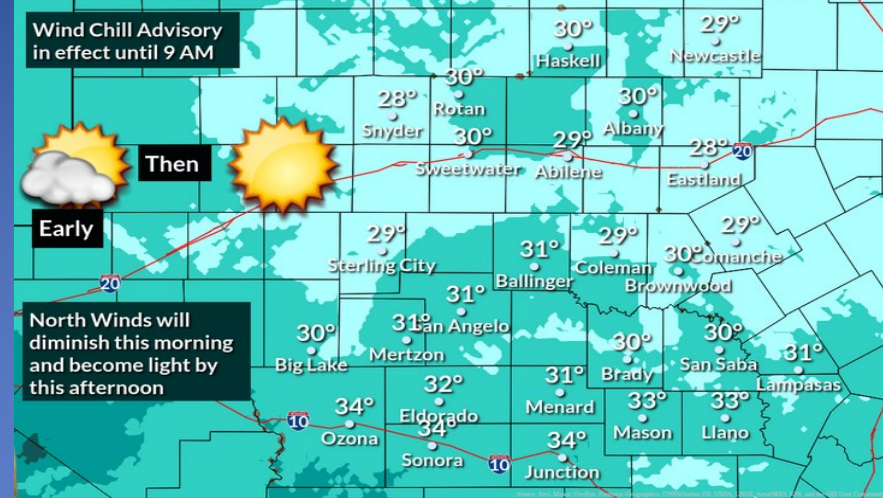 Wind Chill Advisory
in effect until 9 AM
30°
Haskell
29°
Newcastle
30°
Rotan
28°
Snyder
30°
Albany
30°
Sweetwater
29°
Abilene
28°
Eastland
20
Then
Early
29°
Sterling City
31°
Ballinger
29°
Coleman
30°
Brownwood
29°
Comanche
20
31°
San Angelo
31°
Mertzon
30°
Big Lake
30°
Brady
30°
San Saba
31°
Lampasas
North Winds will
diminish this morning
and become light by
this afternoon
32°
Eldorado
31°
Menard
33°
Mason
33°
Llano
34°
Ozona
34°
Sonora
34°
Junction
10
10